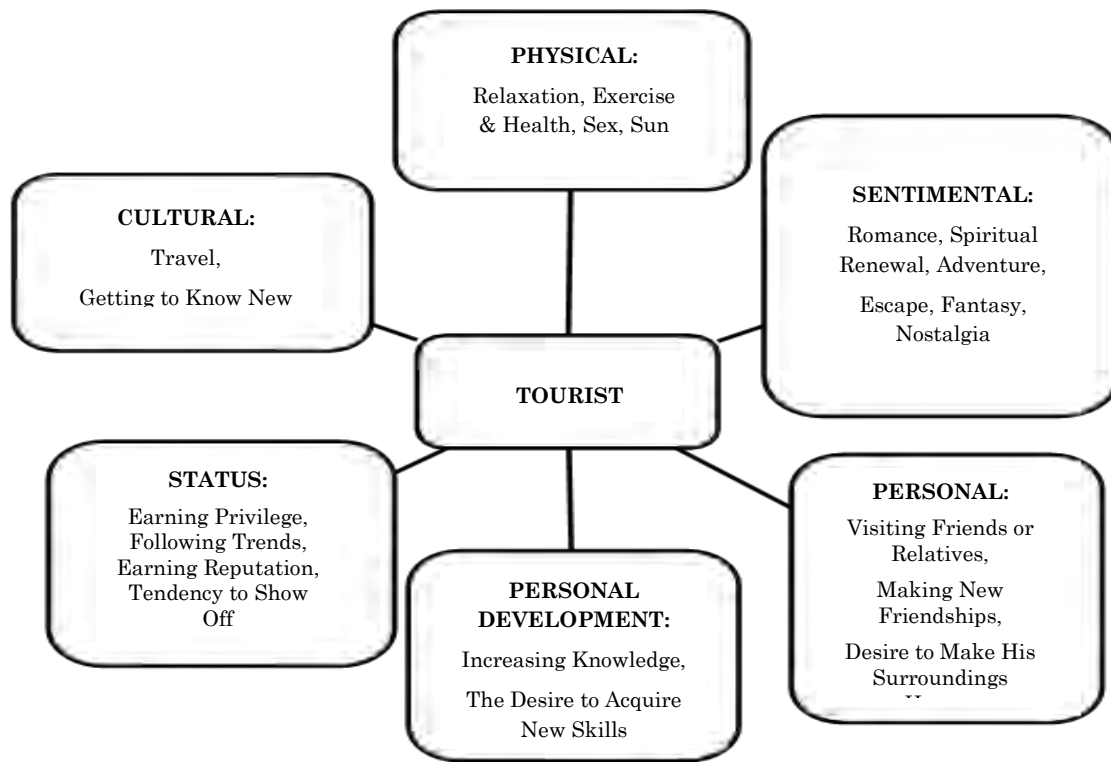 PHYSICAL:
Relaxation, Exercise
& Health, Sex, Sun
SENTIMENTAL:
Romance, Spiritual
Renewal, Adventure,
Escape, Fantasy,
Nostalgia
CULTURAL:
Travel,
Getting to Know New
TOURIST
STATUS:
Earning Privilege,
Following Trends,
Earning Reputation,
Tendency to Show
Off
PERSONAL
DEVELOPMENT:
Increasing Knowledge,
The Desire to Acquire
New Skills
PERSONAL:
Visiting Friends or
Relatives,
Making New
Friendships,
Desire to Make His
Surroundings